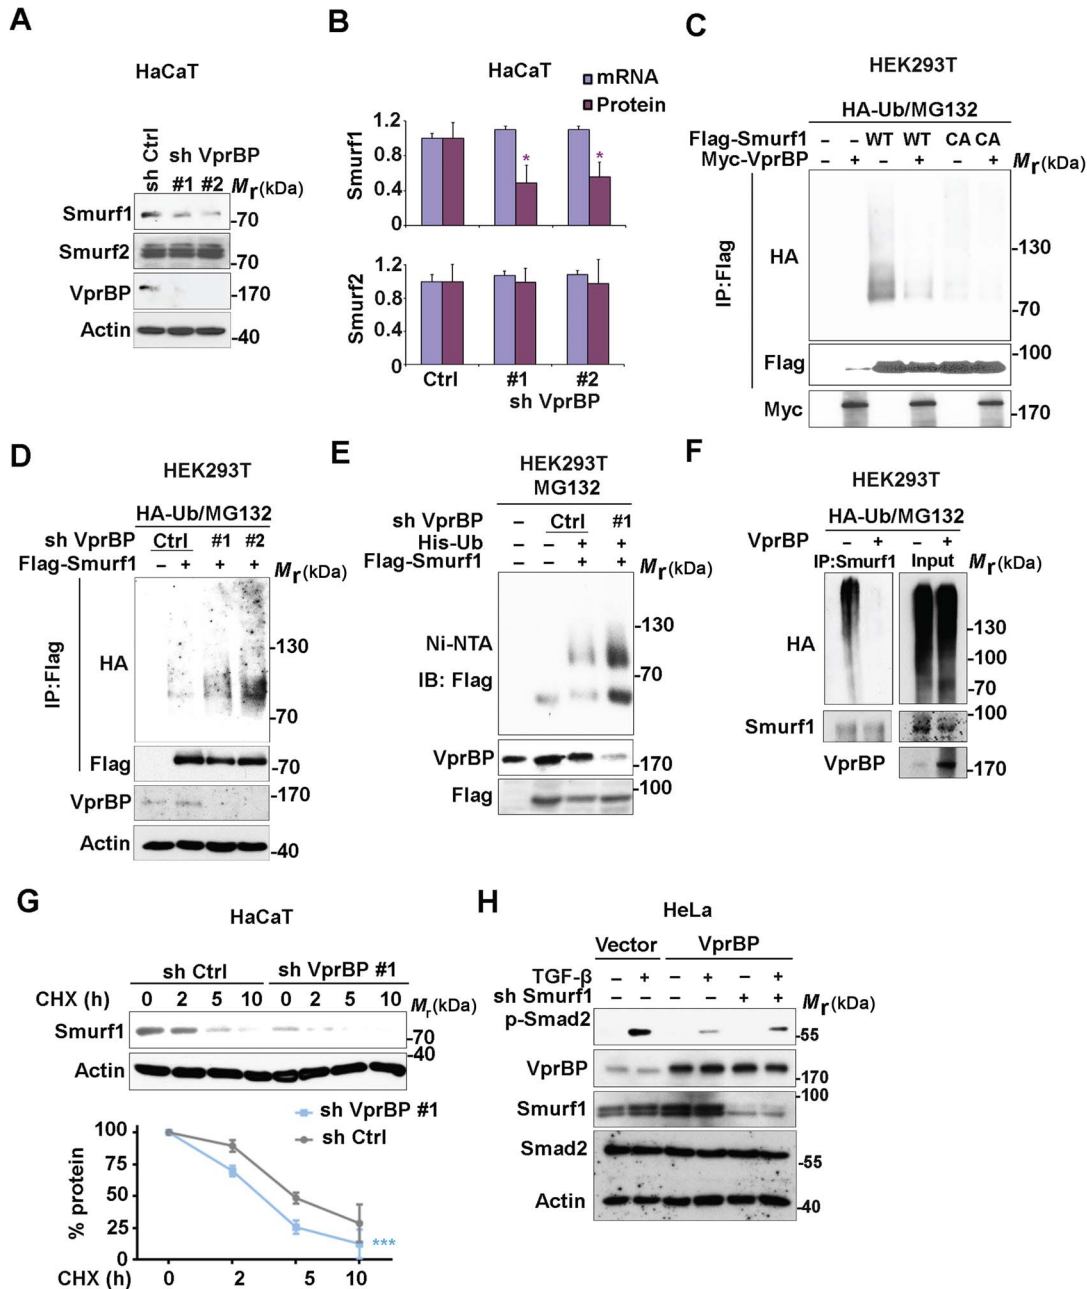 A
HaCaT
sh Ctrl
sh VprBP
#1 #2 Mr(kDa)
Smurf1
-70
Smurf2
-70
VprBP
-170
Actin
-40
B
HaCaT
mRNA
Protein
Smurf1
1.2
0.8
0.4
0
* *
Smurf2
1.2
0.8
0.4
0
Ctrl #1 #2
sh VprBP
C
HEK293T
HA-Ub/MG132
Flag-Smurf1 – – WT WT CA CA
Myc-VprBP – + – + – + Mr(kDa)
IP:Flag
HA
-130
-70
Flag
-100
Myc
-170
D
HEK293T
HA-Ub/MG132
sh VprBP Ctrl #1 #2
Flag-Smurf1 – + + + Mr(kDa)
IP:Flag
HA
-130
-70
Flag
-70
VprBP
-170
Actin
-40
E
HEK293T
MG132
sh VprBP – Ctrl #1
His-Ub – – + +
Flag-Smurf1 – – + + Mr(kDa)
Ni-NTA
IB: Flag
-130
-70
VprBP
-170
Flag
-100
F
HEK293T
HA-Ub/MG132
VprBP – + – +
IP:Smurf1 Input Mr(kDa)
HA
-130
-100
-70
Smurf1
-100
VprBP
-170
G
HaCaT
sh Ctrl sh VprBP #1
CHX (h) 0 2 5 10 0 2 5 10 Mr(kDa)
Smurf1
-70
-40
Actin
sh VprBP #1
sh Ctrl
% protein
100
75
50
25
0
***
CHX (h) 0 2 5 10
H
HeLa
Vector VprBP
TGF-β – + – + – +
sh Smurf1 – – – – + + Mr(kDa)
p-Smad2
-55
VprBP
-170
Smurf1
-100
Smad2
-55
Actin
-40